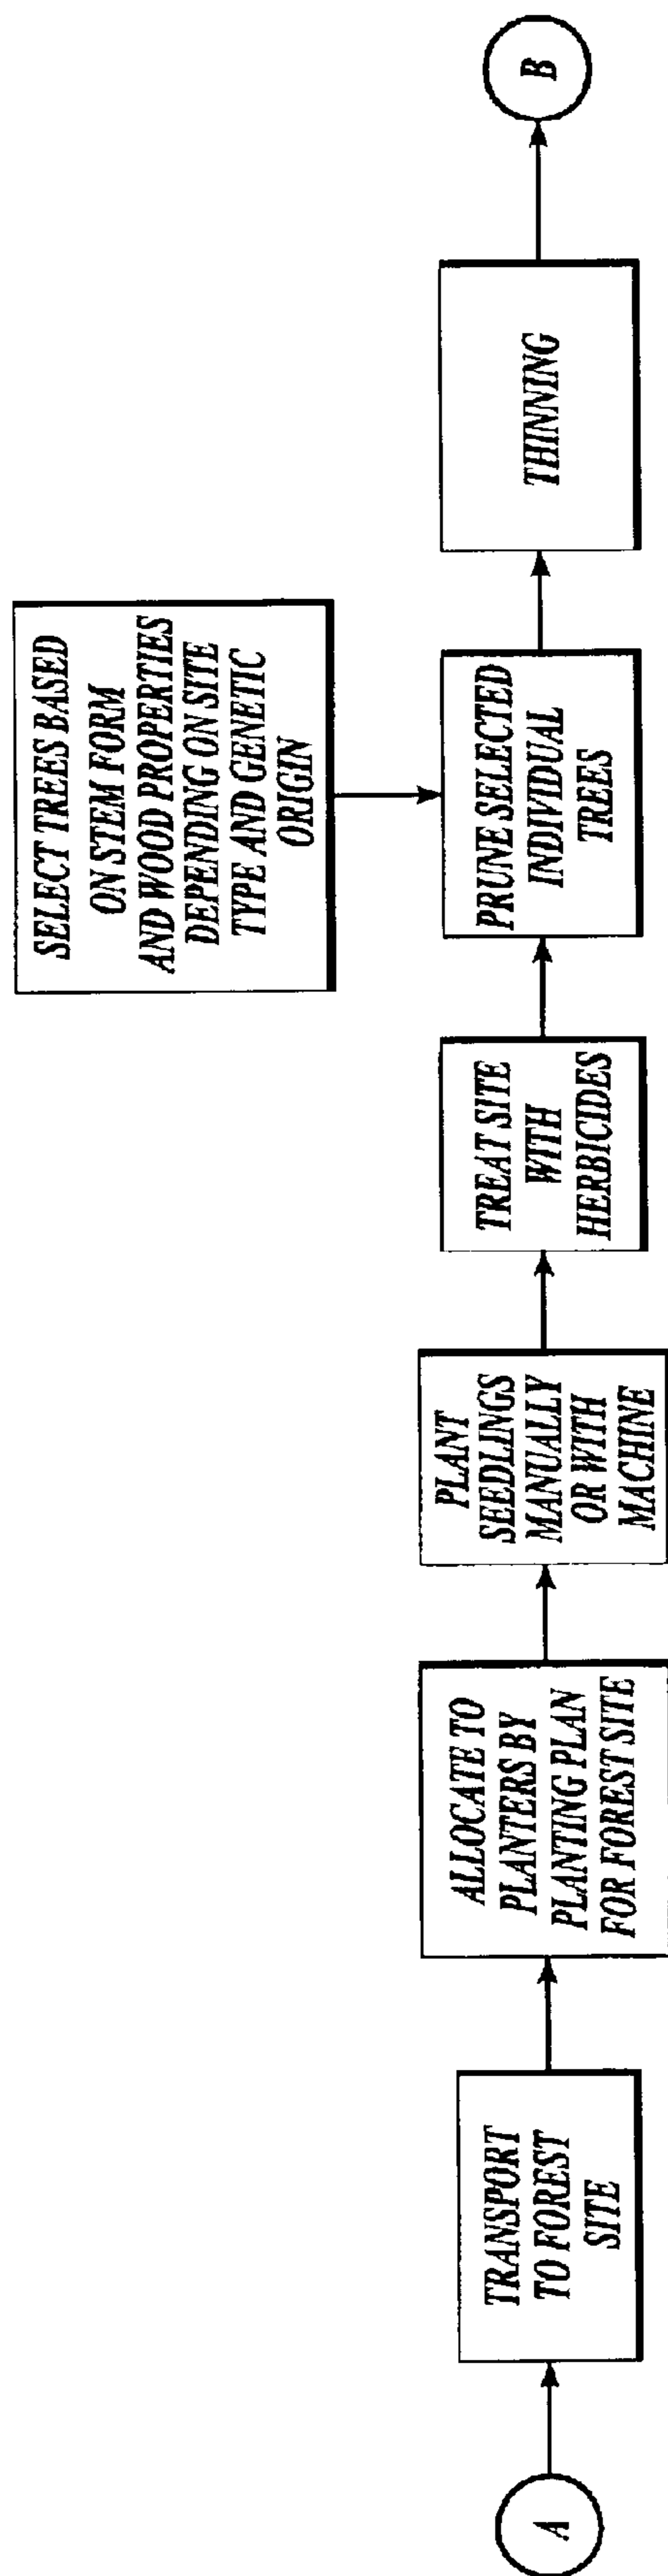 A
TRANSPORT
TO FOREST
SITE
ALLOCATE TO
PLANTERS BY
PLANTING PLAN
FOR FOREST SITE
PLANT
SEEDLINGS
MANUALLY
OR WITH
MACHINE
TREAT SITE
WITH
HERBICIDES
SELECT TREES BASED
ON STEM FORM
AND WOOD PROPERTIES
DEPENDING ON SITE
TYPE AND GENETIC
ORIGIN
PRUNE SELECTED
INDIVIDUAL
TREES
THINNING
B